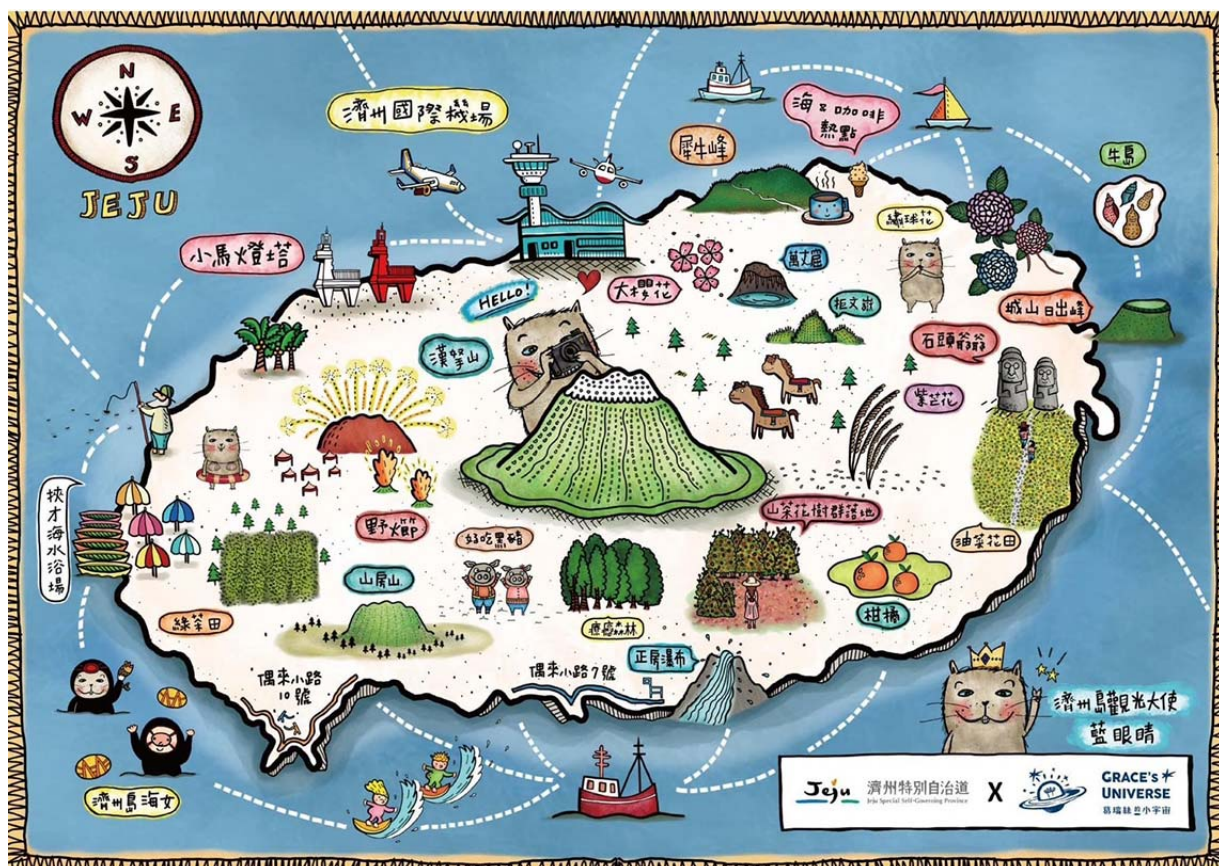 N
W
E
S
JEJU
濟州國際機場
犀牛峰
海&咖啡
熱點
牛島
繡球花
小馬燈塔
HELLO!
大櫻花
萬丈窟
拒文嶽
城山日出峰
漢拏山
石頭爺爺
紫芒花
挾才海水浴場
野火節
好吃黑豬
山茶花樹群落地
油菜花田
山房山
柑橘
綠茶田
療癒森林
正房瀑布
偶來小路
10號
偶來小路7號
濟州島觀光大使
藍眼晴
濟州島海女
Jeju
濟州特別自治道
Jeju Special Self-Governing Province
X
GRACE's
UNIVERSE
葛瑞絲的小宇宙